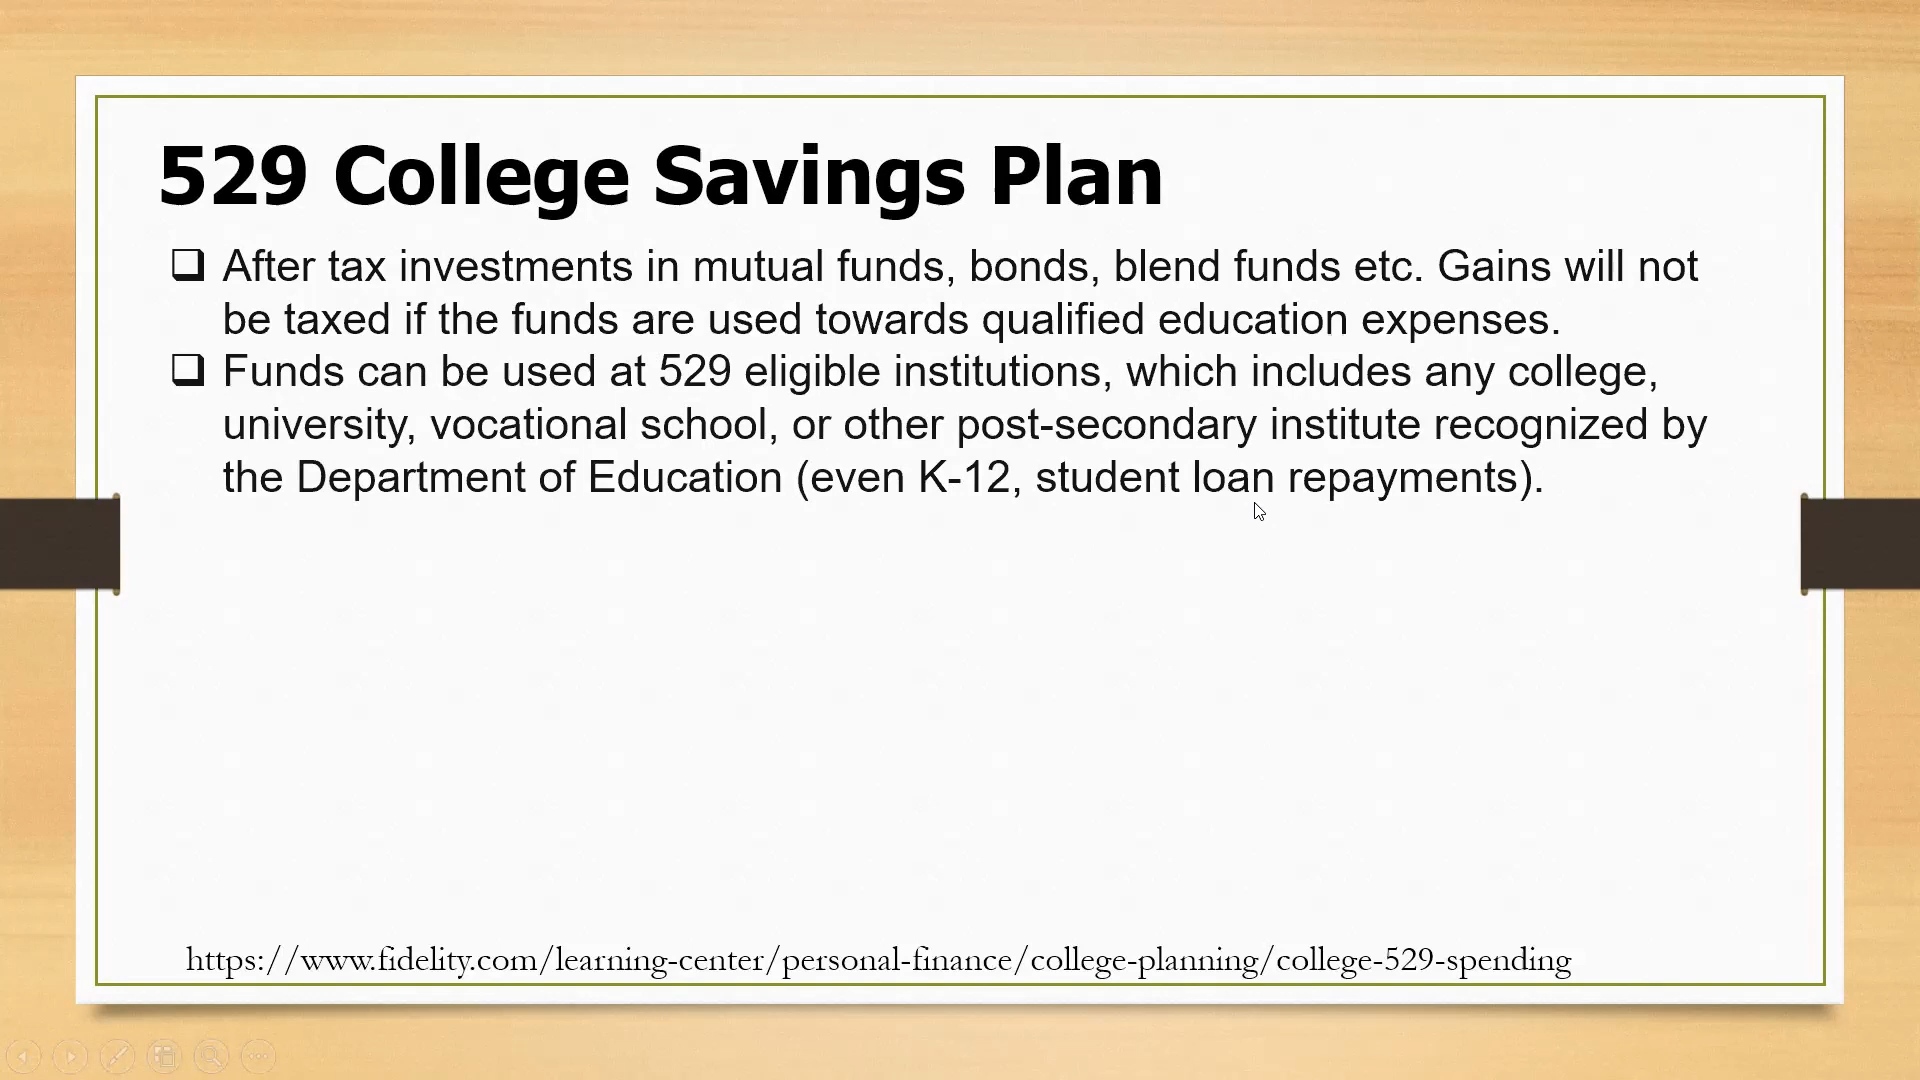 529 College Savings Plan
After tax investments in mutual funds, bonds, blend funds etc. Gains will not
be taxed if the funds are used towards qualified education expenses.
Funds can be used at 529 eligible institutions, which includes any college,
university, vocational school, or other post-secondary institute recognized by
the Department of Education (even K-12, student loan repayments).
https://www.fidelity.com/learning-center/personal-finance/college-planning/college-529-spending